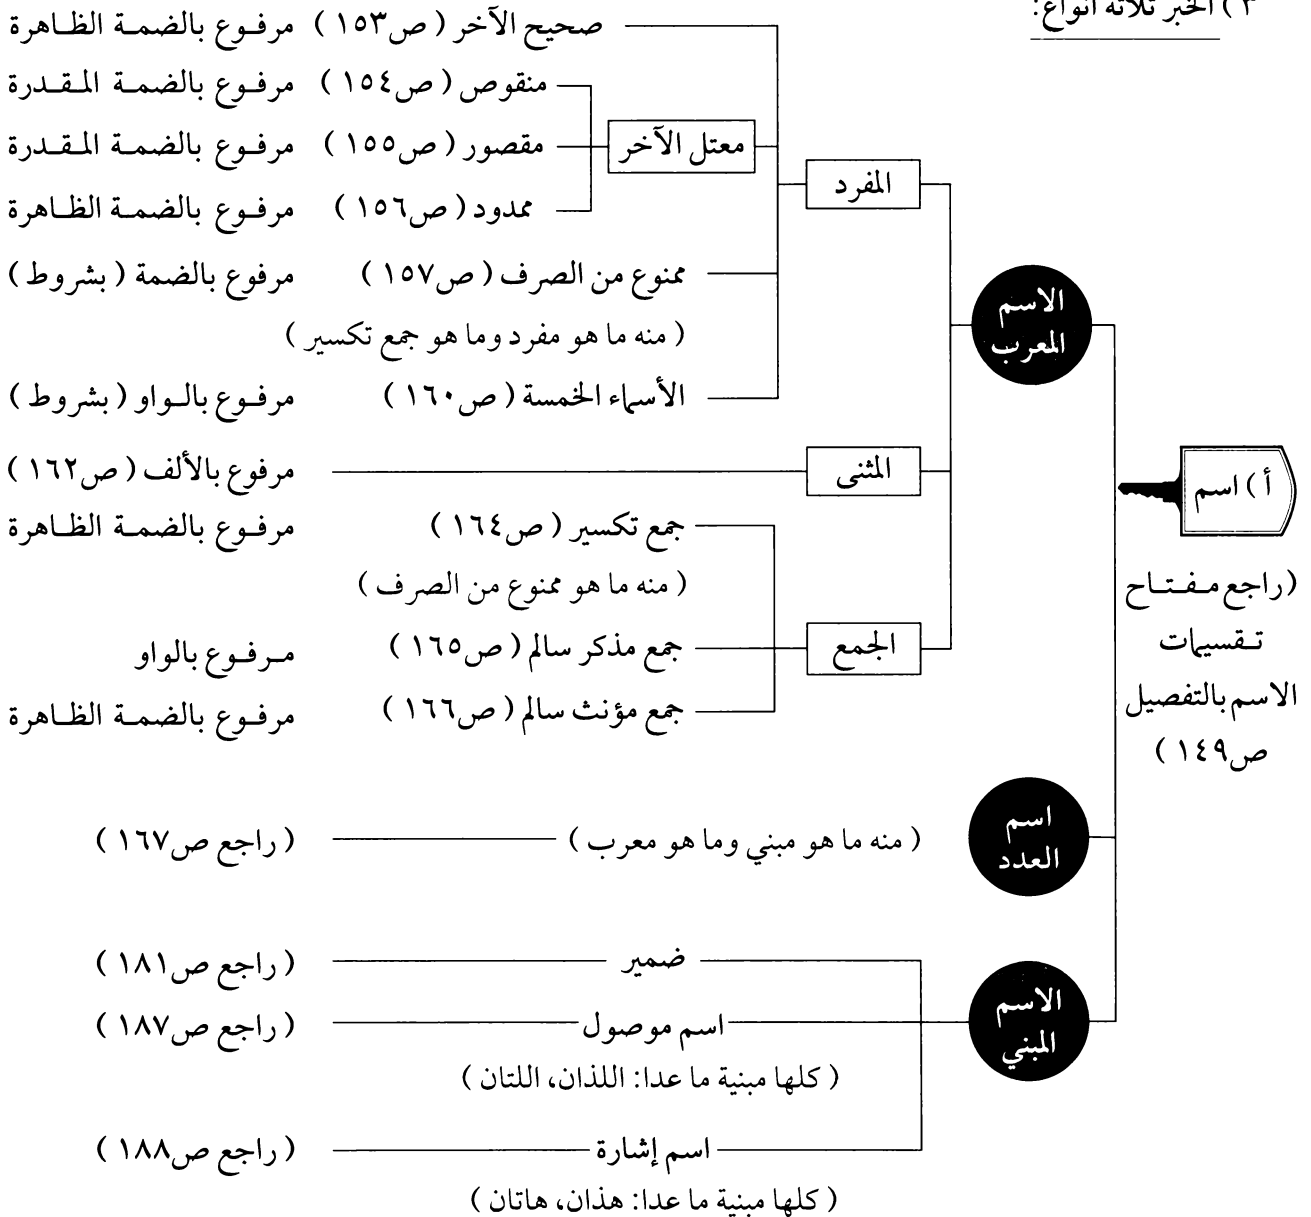 ٣) الخبر ثلاثة أنواع:
صحيح الآخر (ص١٥٣) مرفوع بالضمة الظاهرة
منقوص (ص١٥٤) مرفوع بالضمة المقدرة
معتل الآخر
مقصور (ص١٥٥) مرفوع بالضمة المقدرة
المفرد
ممدود (ص١٥٦) مرفوع بالضمة الظاهرة
ممنوع من الصرف (ص١٥٧) مرفوع بالضمة (بشروط)
الاسم
المعرب
(منه ما هو مفرد وما هو جمع تكسير)
الأسماء الخمسة (ص١٦٠) مرفوع بالواو (بشروط)
المثنى
مرفوع بالألف (ص١٦٢)
أ) اسم
جمع تكسير (ص١٦٤) مرفوع بالضمة الظاهرة
(منه ما هو ممنوع من الصرف)
(راجع مفتاح
تقسيمات
الاسم بالتفصيل
ص١٤٩)
الجمع
جمع مذكر سالم (ص١٦٥) مرفوع بالواو
جمع مؤنث سالم (ص١٦٦) مرفوع بالضمة الظاهرة
اسم
العدد
(منه ما هو مبني وما هو معرب) (راجع ص١٦٧)
ضمير (راجع ص١٨١)
الاسم
المبني
اسم موصول (راجع ص١٨٧)
(كلها مبنية ما عدا: اللذان، اللتان)
اسم إشارة (راجع ص١٨٨)
(كلها مبنية ما عدا: هذان، هاتان)